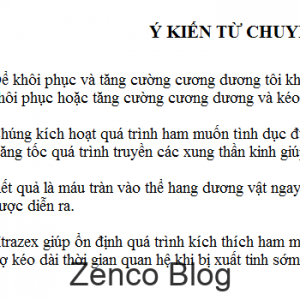 Ý KIẾN TỪ CHUY
ể khôi phục và tăng cường cương dương tôi kh
hôi phục hoặc tăng cường cương dương và kéo
húng kích hoạt quá trình ham muốn tình dục đ
ăng tốc quá trình truyền các xung thần kinh giú
ết quả là máu tràn vào thể hang dương vật ngay
ược diễn ra.
trazex giúp ổn định quá trình kích thích ham m
ợ kéo dài thời gian quan hệ khi bị xuất tinh sớm
Zenco Blog